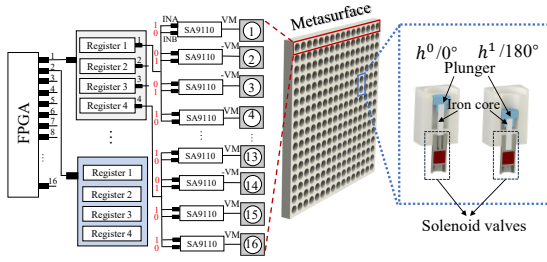 FPGA
1
2
3
4
5
6
7
8
...
16
Register 1
Register 2
Register 3
Register 4
1
2
3
4
...
Register 1
Register 2
Register 3
Register 4
INA
INB
1
0
SA9110
VM
1
0
1
SA9110
-VM
2
0
1
SA9110
-VM
3
1
0
SA9110
VM
4
...
1
0
SA9110
VM
13
0
1
SA9110
-VM
14
1
0
SA9110
VM
15
1
0
SA9110
VM
16
Metasurface
h⁰/0°
h¹/180°
Plunger
Iron core
Solenoid valves